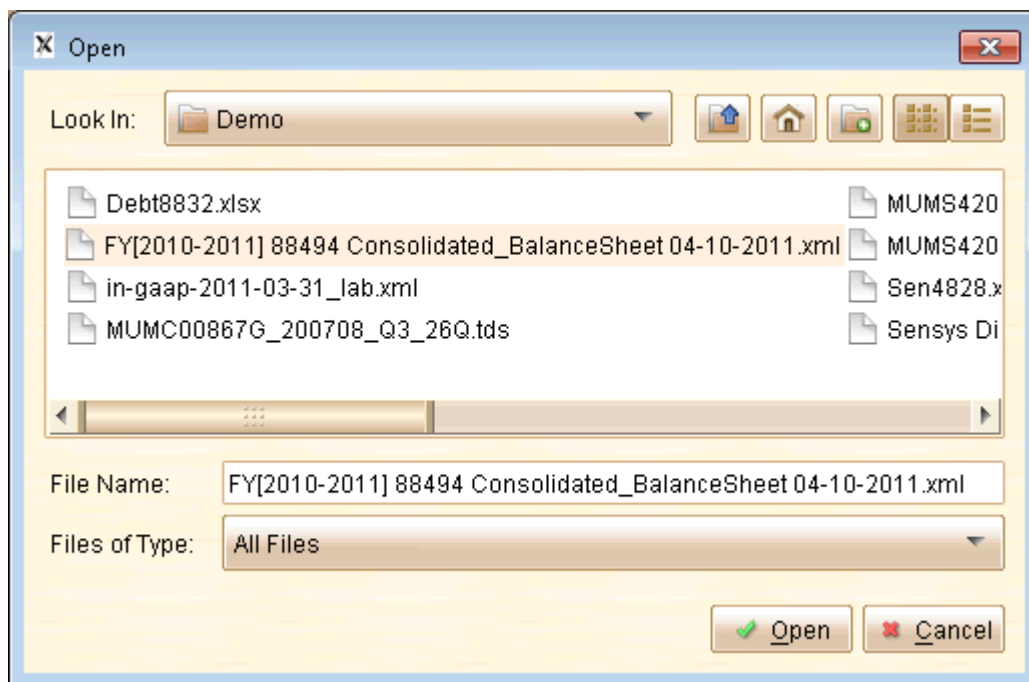 Open
Look In: Demo
Debt8832.xlsx
FY[2010-2011] 88494 Consolidated_BalanceSheet 04-10-2011.xml
in-gaap-2011-03-31_lab.xml
MUMC00867G_200708_Q3_26Q.tds
MUMS420
MUMS420
Sen4828.x
Sensys Di
File Name: FY[2010-2011] 88494 Consolidated_BalanceSheet 04-10-2011.xml
Files of Type: All Files
Open Cancel